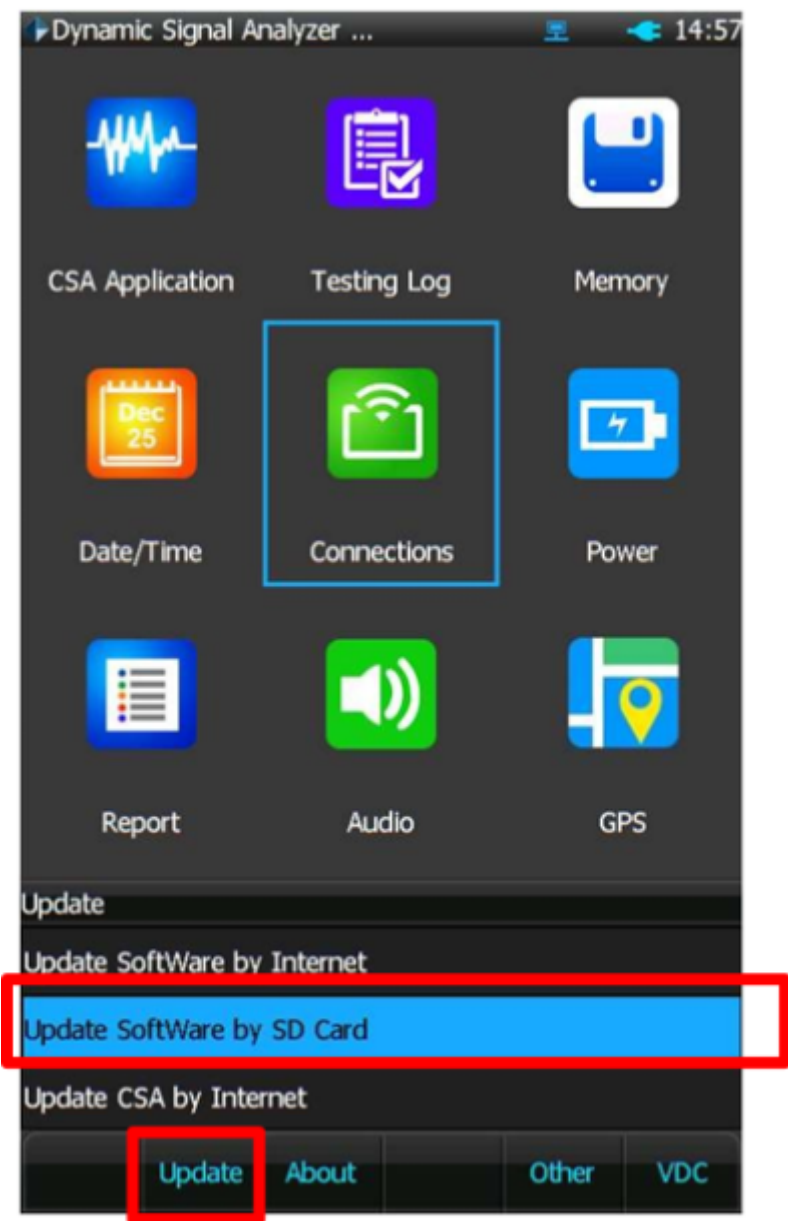 Dynamic Signal Analyzer ... 14:57
CSA Application Testing Log Memory
Dec
25
Date/Time Connections Power
Report Audio GPS
Update
Update SoftWare by Internet
Update SoftWare by SD Card
Update CSA by Internet
Update About Other VDC